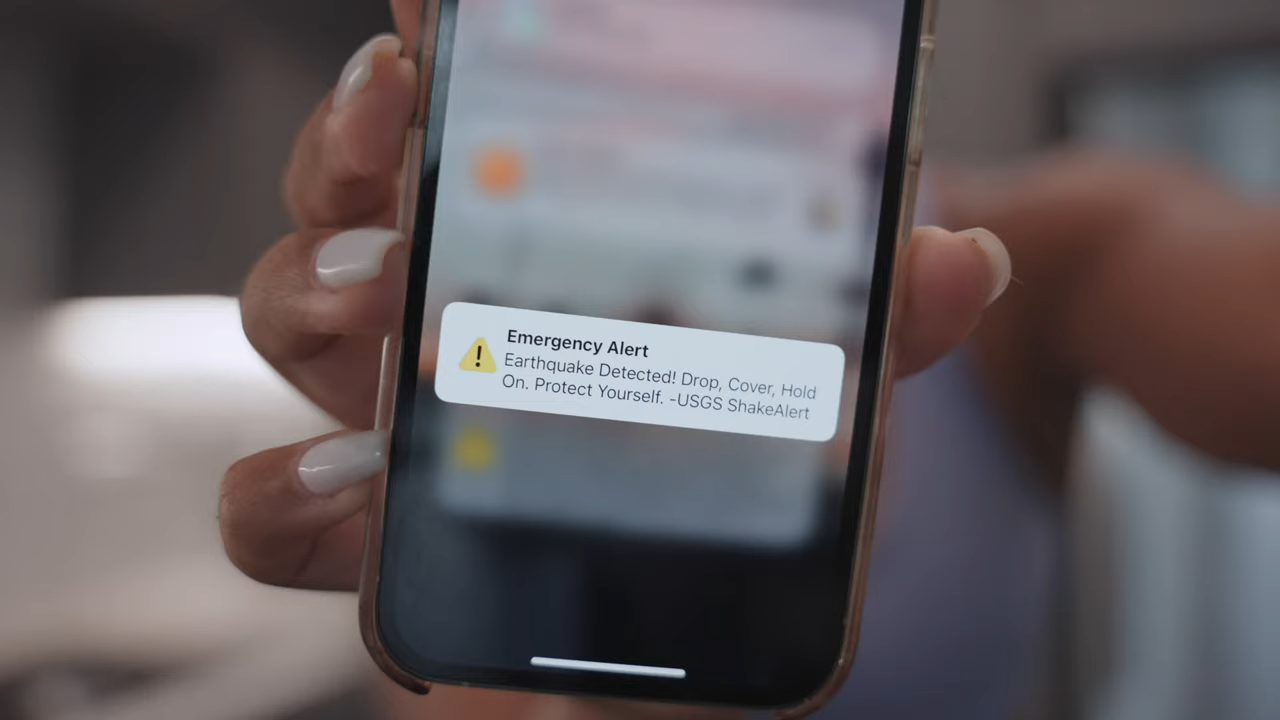 Emergency Alert
Earthquake Detected! Drop, Cover, Hold
On. Protect Yourself. -USGS ShakeAlert